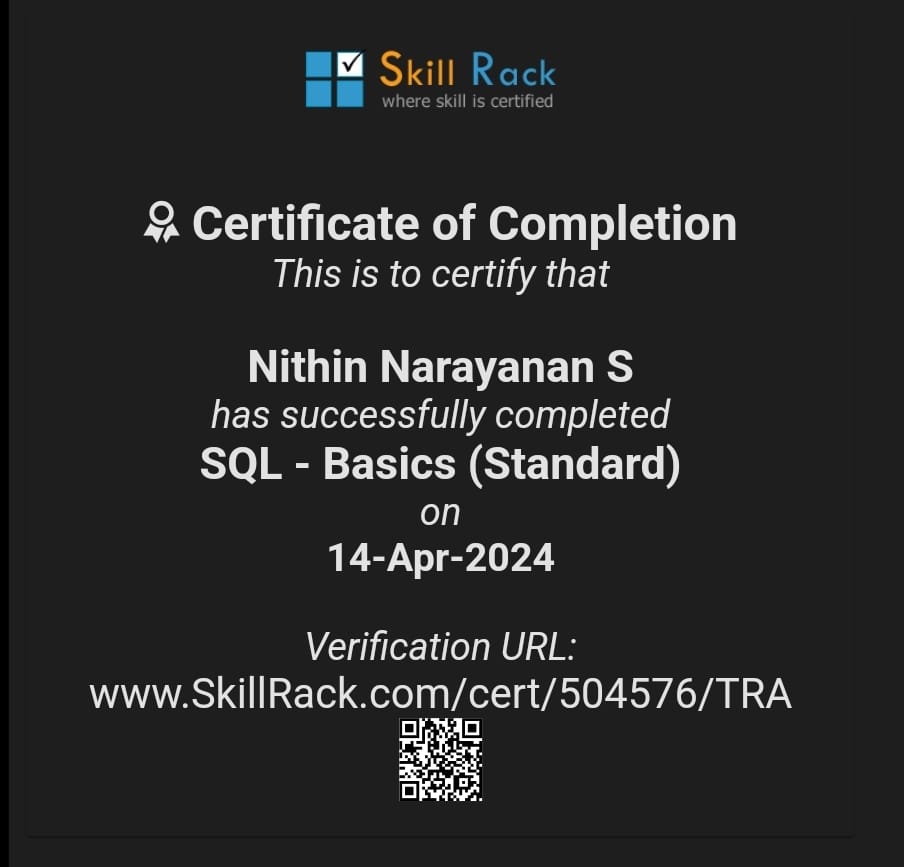 Skill Rack
where skill is certified
Certificate of Completion
This is to certify that
Nithin Narayanan S
has successfully completed
SQL - Basics (Standard)
on
14-Apr-2024
Verification URL:
www.SkillRack.com/cert/504576/TRA